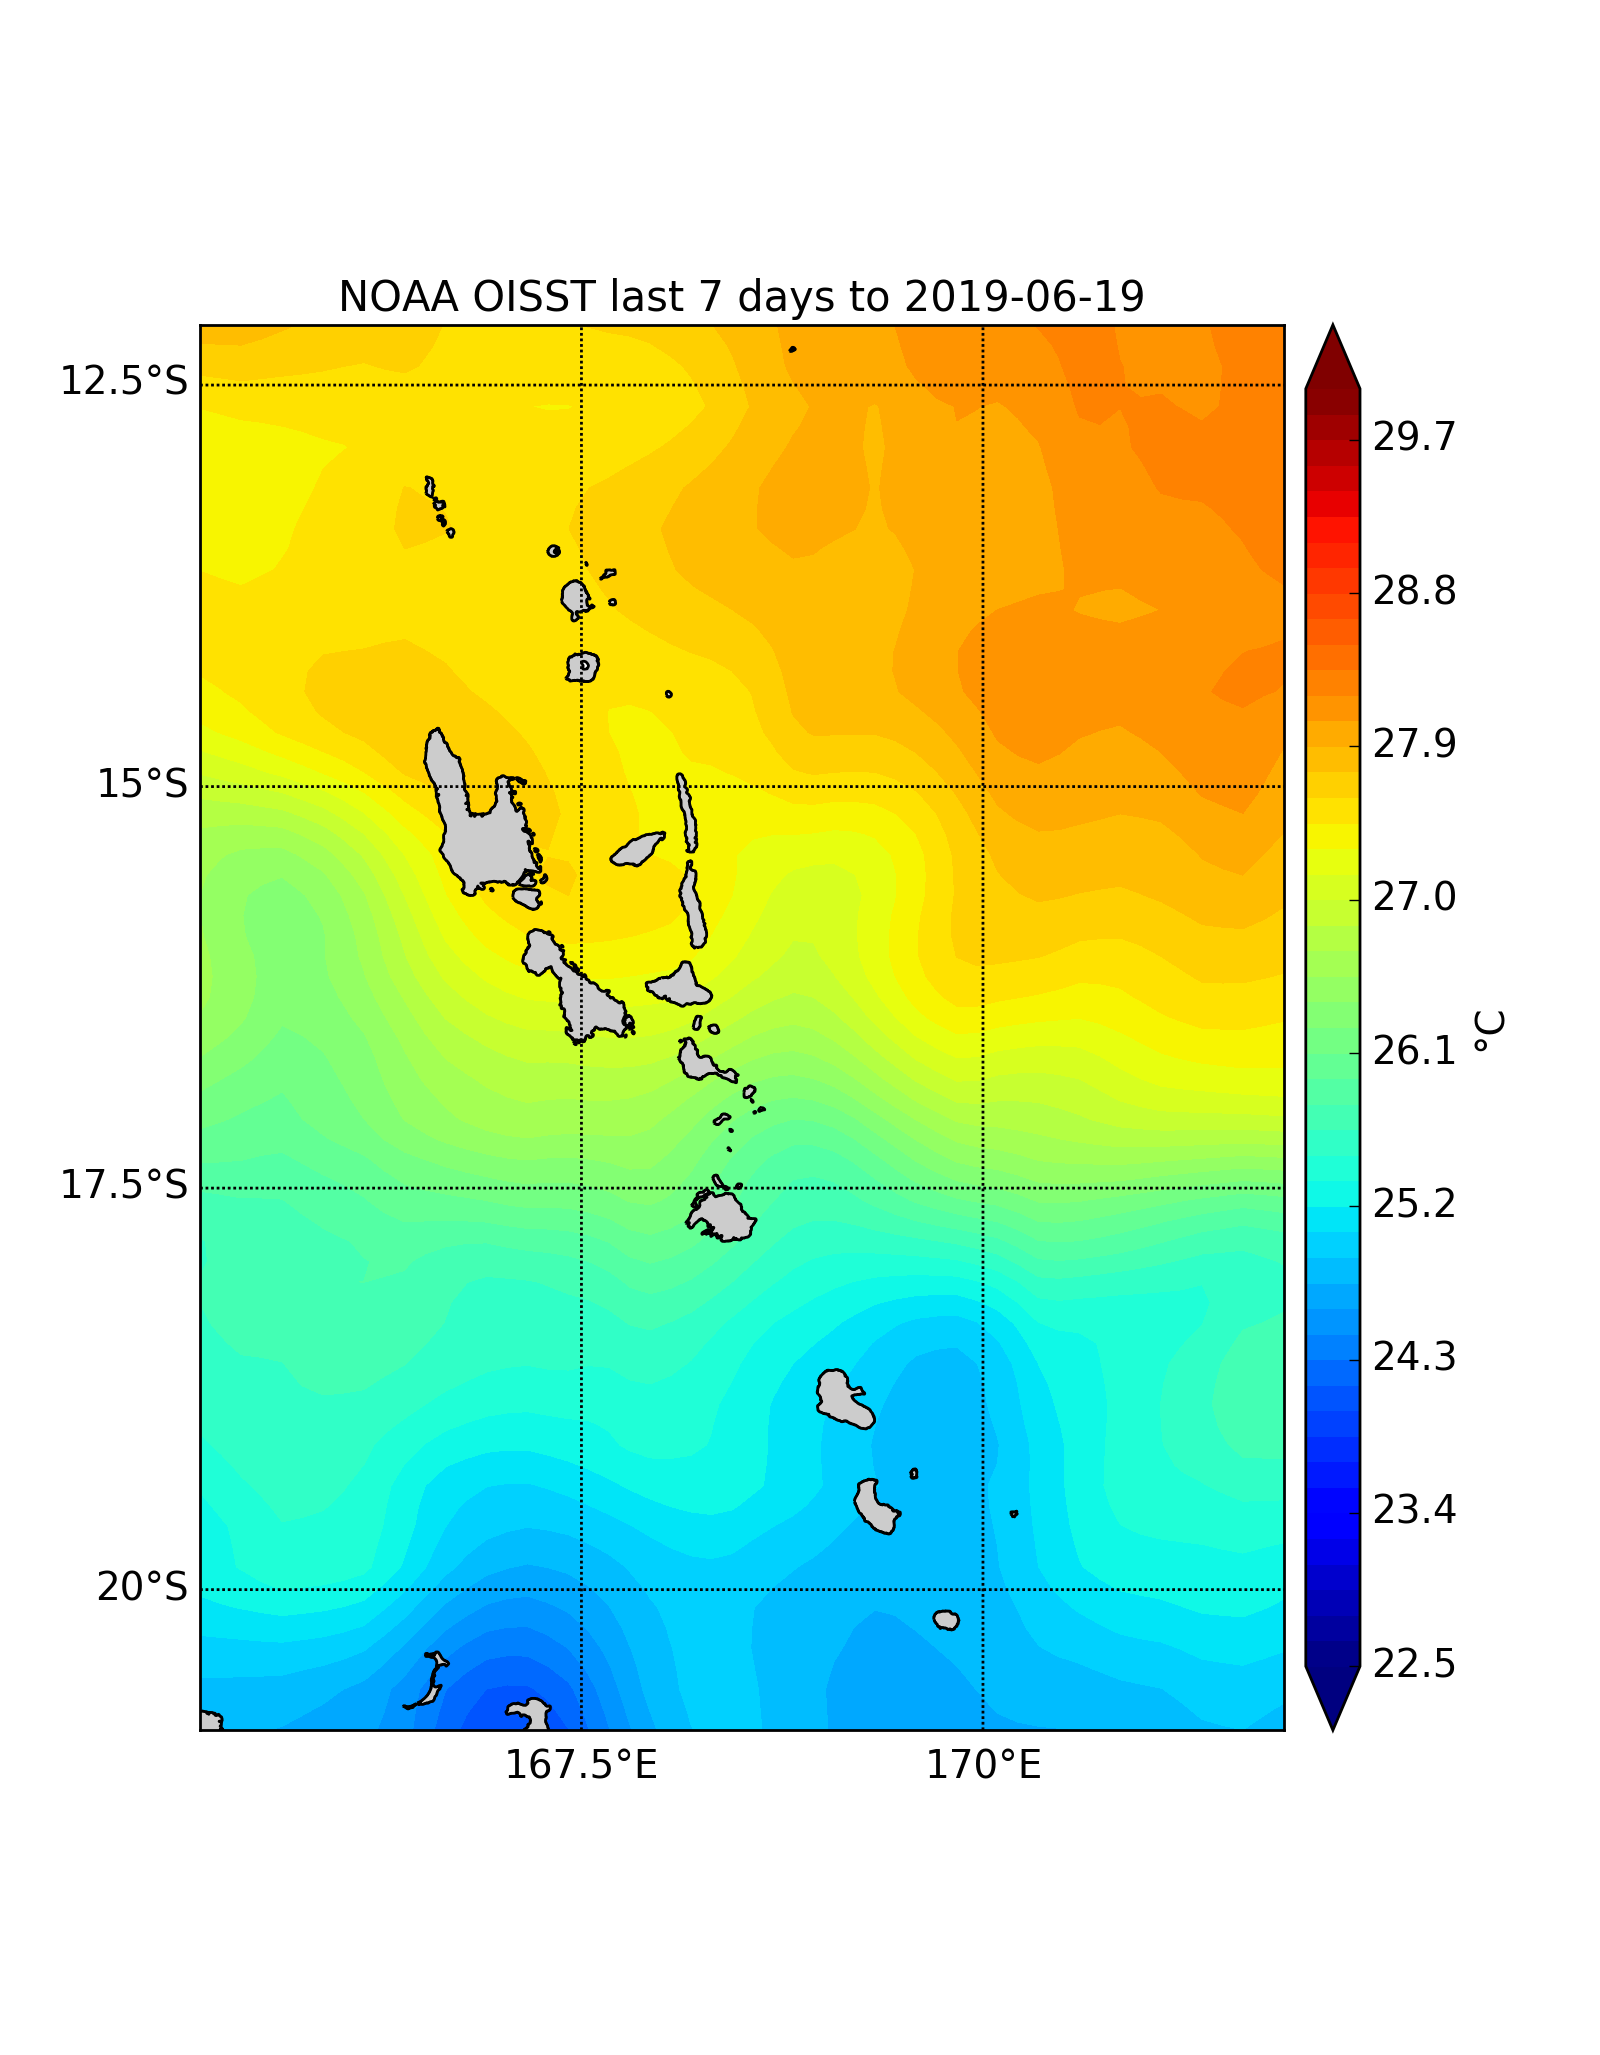 NOAA OISST last 7 days to 2019-06-19
12.5°S
15°S
17.5°S
20°S
167.5°E
170°E
29.7
28.8
27.9
27.0
26.1
25.2
24.3
23.4
22.5
°C